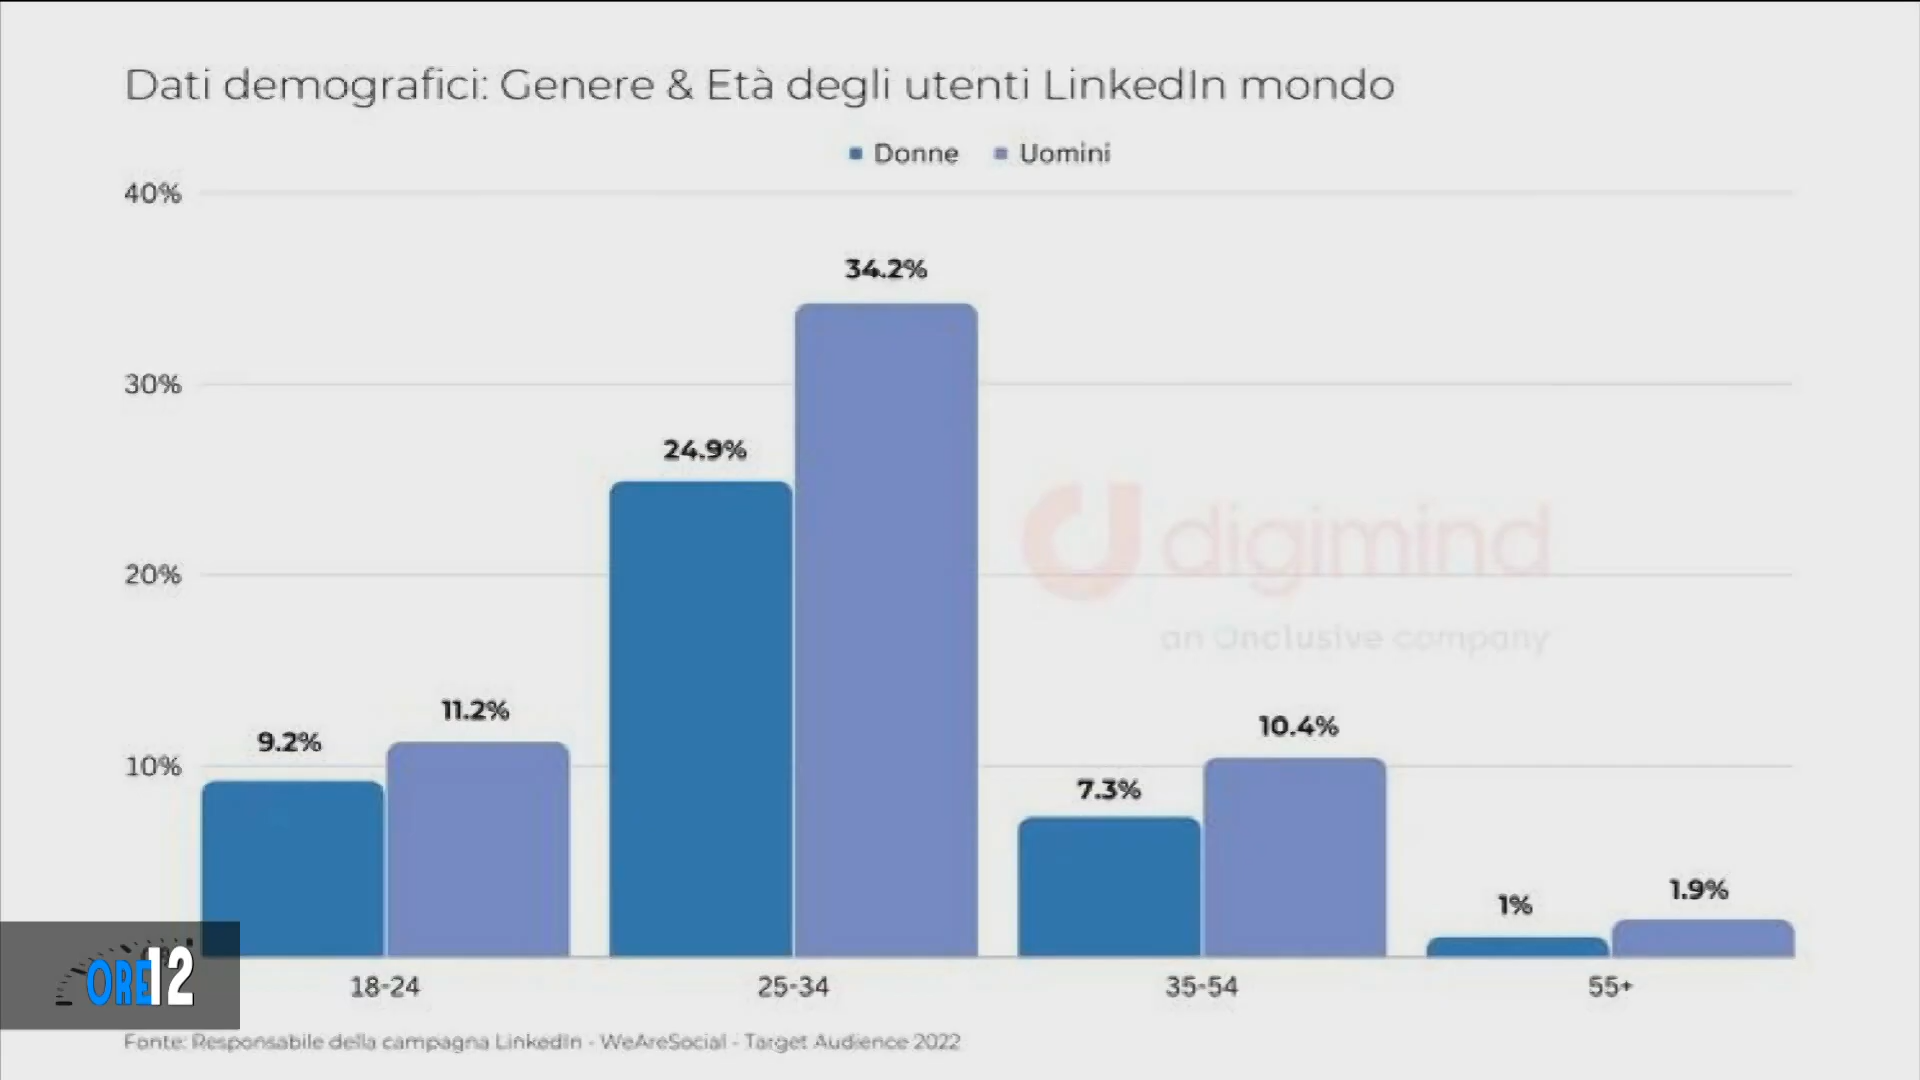 Dati demografici: Genere & Età degli utenti LinkedIn mondo
Donne Uomini
40%
34.2%
30%
24.9%
20%
digimind
an Onclusive company
11.2%
9.2%
10.4%
10%
7.3%
1.9%
1%
ORE12
18-24 25-34 35-54 55+
Fonte: Responsabile della campagna LinkedIn - WeAreSocial - Target Audience 2022